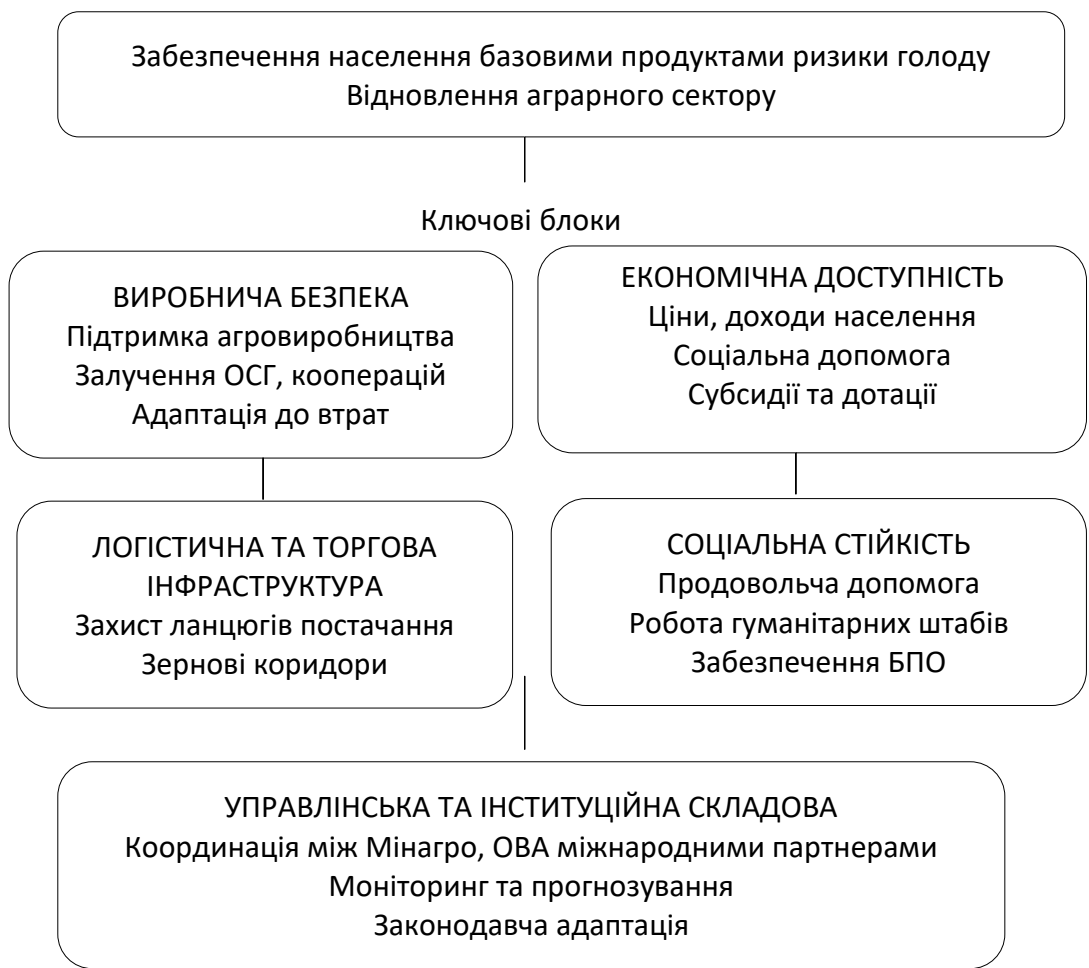 Забезпечення населення базовими продуктами ризики голоду
Відновлення аграрного сектору
Ключові блоки
ВИРОБНИЧА БЕЗПЕКА
Підтримка агровиробництва
Залучення ОСГ, кооперацій
Адаптація до втрат
ЕКОНОМІЧНА ДОСТУПНІСТЬ
Ціни, доходи населення
Соціальна допомога
Субсидії та дотації
ЛОГІСТИЧНА ТА ТОРГОВА
ІНФРАСТРУКТУРА
Захист ланцюгів постачання
Зернові коридори
СОЦІАЛЬНА СТІЙКІСТЬ
Продовольча допомога
Робота гуманітарних штабів
Забезпечення БПО
УПРАВЛІНСЬКА ТА ІНСТИТУЦІЙНА СКЛАДОВА
Координація між Мінагро, ОВА міжнародними партнерами
Моніторинг та прогнозування
Законодавча адаптація